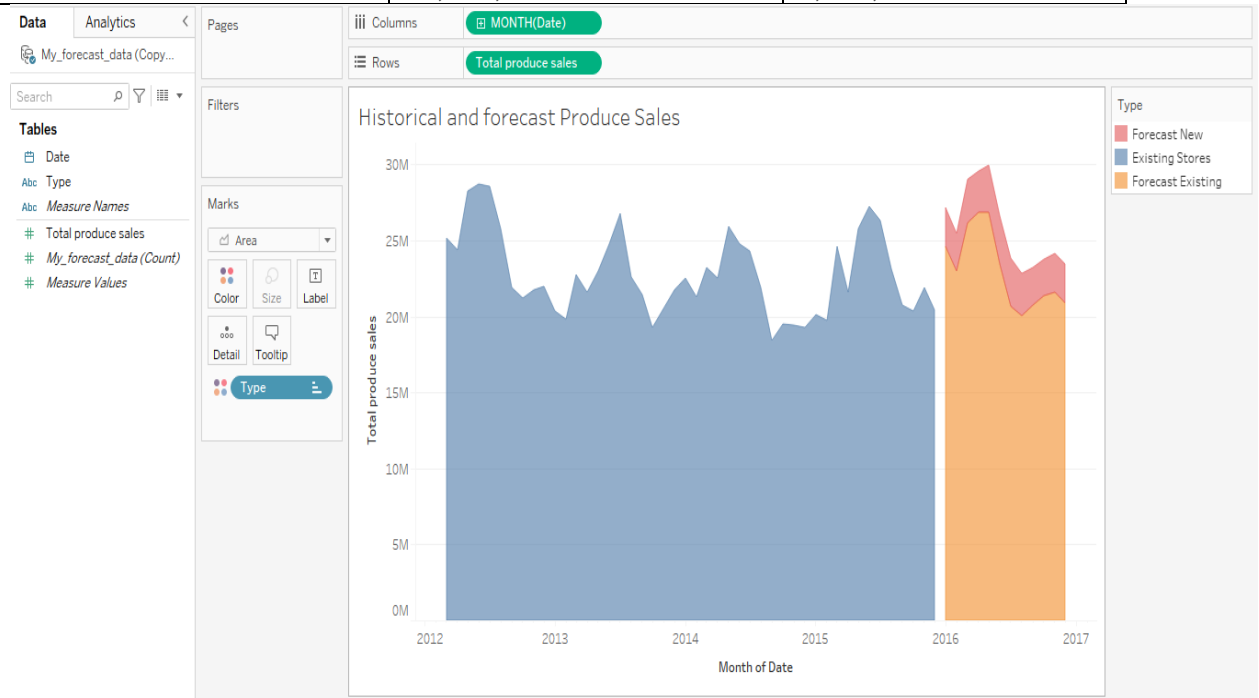 Data
Analytics
My_forecast_data (Copy...
Search
Tables
Date
Abc Type
Abc Measure Names
# Total produce sales
# My_forecast_data (Count)
# Measure Values
Pages
Filters
Marks
Area
Color
Size
T
Label
Detail
Tooltip
Type
Columns
MONTH(Date)
Rows
Total produce sales
Historical and forecast Produce Sales
30M
25M
20M
15M
10M
5M
0M
Total produce sales
2012
2013
2014
2015
2016
2017
Month of Date
Type
Forecast New
Existing Stores
Forecast Existing